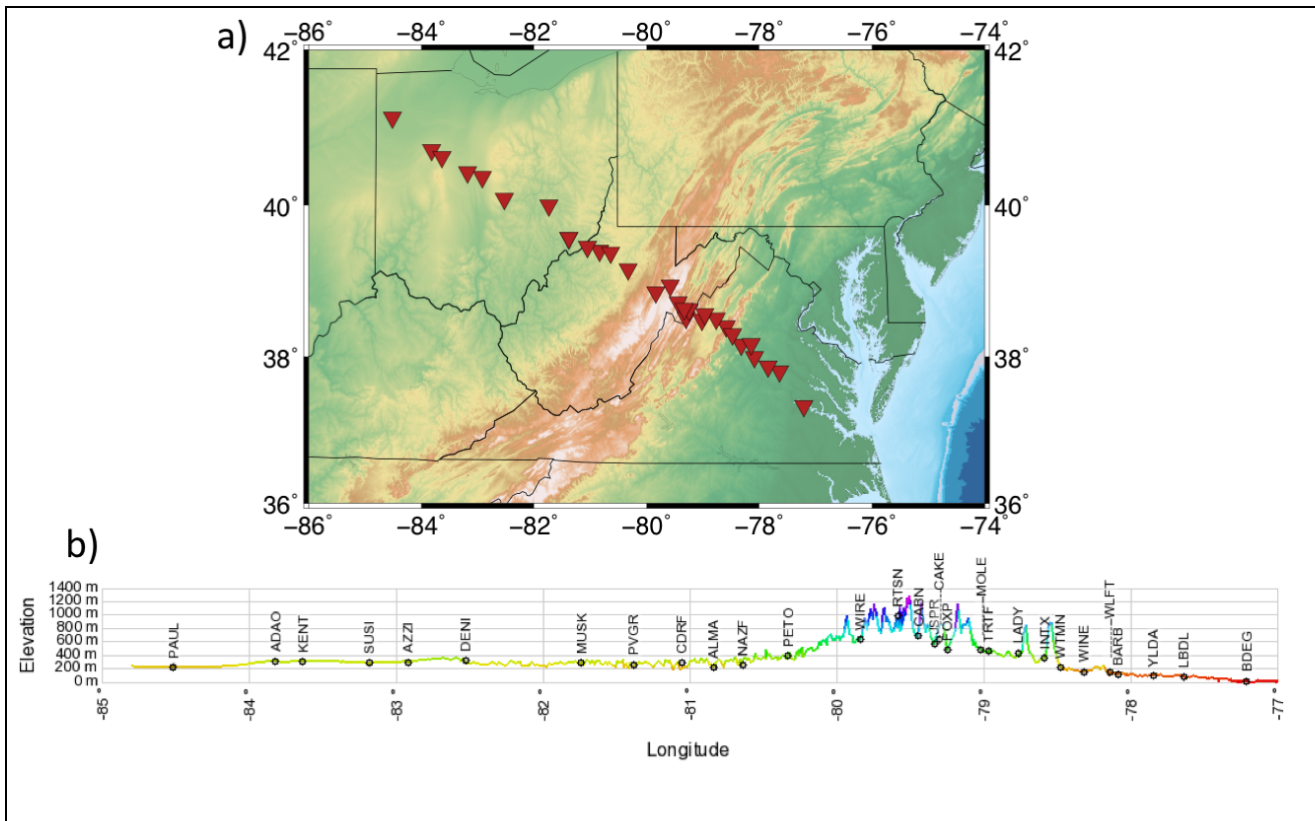 a)
−86° −84° −82° −80° −78° −76° −74°
42° 42°
40° 40°
38° 38°
36° 36°
−86° −84° −82° −80° −78° −76° −74°
b)
Elevation
1400 m
1200 m
1000 m
800 m
600 m
400 m
200 m
0 m
PAUL
ADAO
KENT
SUSI
AZZI
DENI
MUSK
PVGR
CDRF
ALMA
NAZF
PETO
WIRE
RTSN
CABN
JSPR
CAKE
FOXP
TRTF
MOLE
LADY
INTX
WTMN
WINE
WLFT
BARB
YLDA
LBDL
BDEG
-85 -84 -83 -82 -81 -80 -79 -78 -77
Longitude